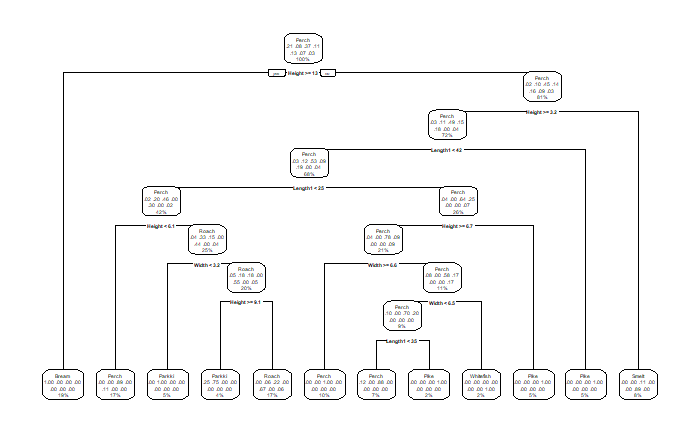 Perch
.21 .08 .37 .11
.13 .07 .03
100%
yes Height >= 13 no
Perch
.02 .10 .45 .14
.16 .09 .03
81%
Height >= 3.2
Perch
.03 .11 .49 .15
.18 .00 .04
72%
Length1 < 42
Perch
.03 .12 .53 .09
.19 .00 .04
68%
Length1 < 25
Perch
.02 .20 .46 .00
.30 .00 .02
42%
Perch
.04 .00 .64 .25
.00 .00 .07
26%
Height < 6.1
Height >= 6.7
Roach
.04 .33 .15 .00
.44 .00 .04
25%
Perch
.04 .00 .76 .09
.00 .00 .09
21%
Width < 3.2
Width >= 6.6
Roach
.05 .18 .18 .00
.55 .00 .05
20%
Perch
.08 .00 .58 .17
.00 .00 .17
11%
Height >= 9.1
Width < 6.5
Perch
.10 .00 .70 .20
.00 .00 .00
9%
Length1 < 35
Bream
1.00 .00 .00 .00
.00 .00 .00
19%
Perch
.00 .00 .89 .00
.11 .00 .00
17%
Parkki
.00 1.00 .00 .00
.00 .00 .00
5%
Parkki
.25 .75 .00 .00
.00 .00 .00
4%
Roach
.00 .06 .22 .00
.67 .00 .06
17%
Perch
.00 .00 1.00 .00
.00 .00 .00
10%
Perch
.12 .00 .88 .00
.00 .00 .00
7%
Pike
.00 .00 .00 1.00
.00 .00 .00
2%
Whitefish
.00 .00 .00 .00
.00 .00 1.00
2%
Pike
.00 .00 .00 1.00
.00 .00 .00
5%
Pike
.00 .00 .00 1.00
.00 .00 .00
5%
Smelt
.00 .00 .11 .00
.00 .89 .00
8%